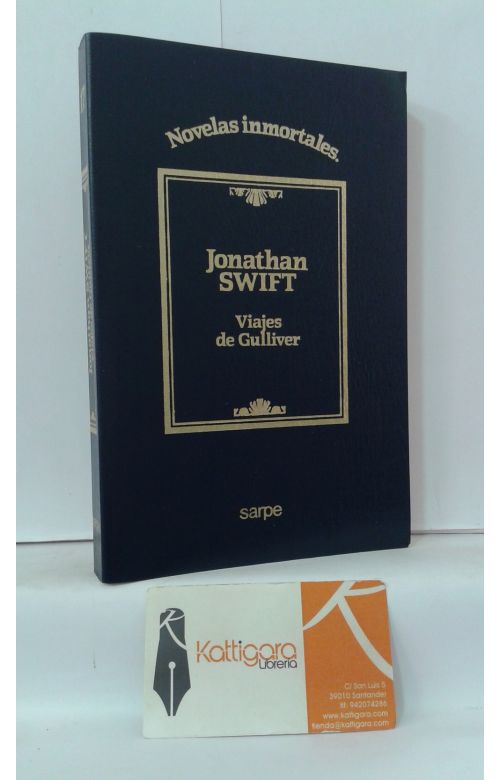 Novelas inmortales.
Jonathan
SWIFT
Viajes
de Gulliver
sarpe
Kattigara
Librería
C/ San Luis 5
39010 Santander
tlf: 942074286
www.kattigara.com
tienda@kattigara.com